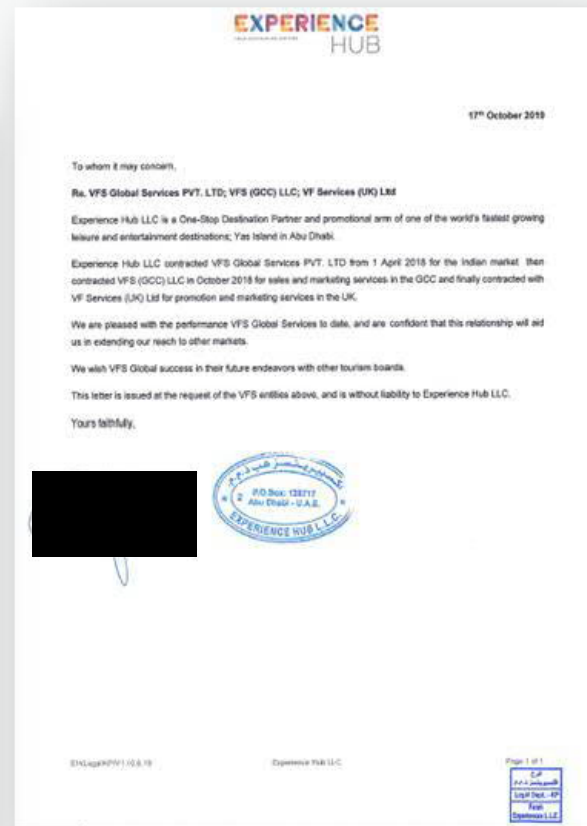 EXPERIENCE
HUB
17th October 2019
To whom it may concern,
Re. VFS Global Services PVT. LTD; VFS (GCC) LLC; VF Services (UK) Ltd
Experience Hub LLC is a One-Stop Destination Partner and promotional arm of one of the world's fastest growing
leisure and entertainment destinations; Yas Island in Abu Dhabi.
Experience Hub LLC contracted VFS Global Services PVT. LTD from 1 April 2018 for the Indian market then
contracted VFS (GCC) LLC in October 2018 for sales and marketing services in the GCC and finally contracted with
VF Services (UK) Ltd for promotion and marketing services in the UK.
We are pleased with the performance VFS Global Services to date, and are confident that this relationship will aid
us in extending our reach to other markets.
We wish VFS Global success in their future endeavors with other tourism boards.
This letter is issued at the request of the VFS entities above, and is without liability to Experience Hub LLC.
Yours faithfully,
اكسبيرينسز هب ذ.م.م
P.O.Box: 128717
Abu Dhabi - U.A.E.
2
EXPERIENCE HUB L.L.C.
Experience Hub LLC
Page 1 of 1
Legal Dept. - KP
Farah
Experiences L.L.C